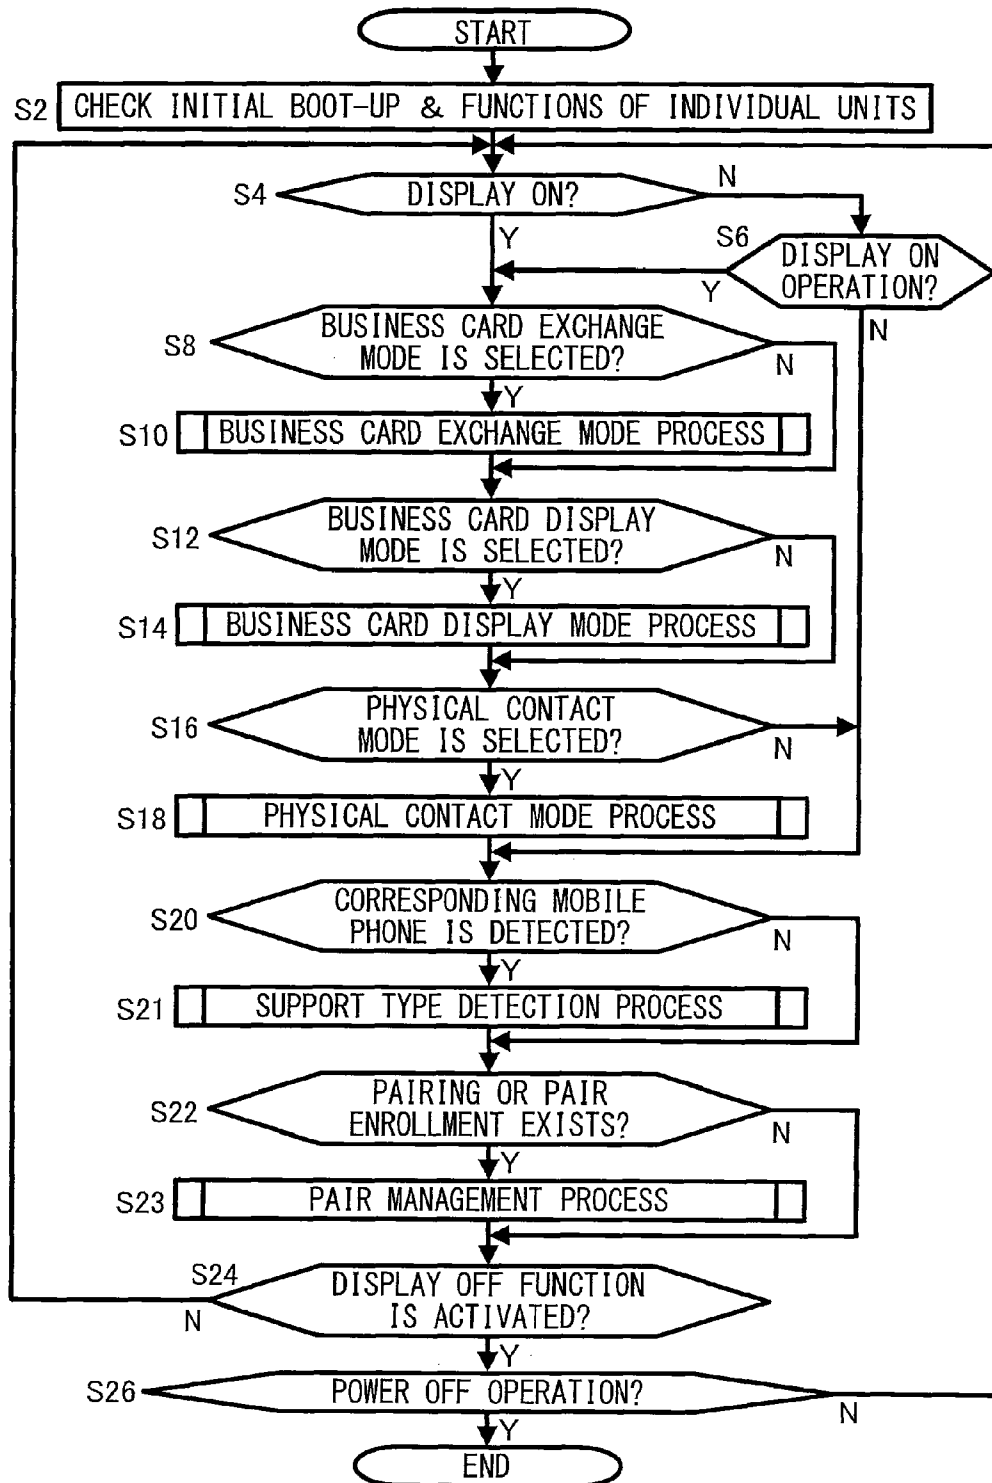 START
S2 CHECK INITIAL BOOT-UP & FUNCTIONS OF INDIVIDUAL UNITS
S4 DISPLAY ON?
N
Y
S6
DISPLAY ON
OPERATION?
Y
N
S8
BUSINESS CARD EXCHANGE
MODE IS SELECTED?
N
Y
S10 BUSINESS CARD EXCHANGE MODE PROCESS
S12
BUSINESS CARD DISPLAY
MODE IS SELECTED?
N
Y
S14 BUSINESS CARD DISPLAY MODE PROCESS
S16
PHYSICAL CONTACT
MODE IS SELECTED?
N
Y
S18 PHYSICAL CONTACT MODE PROCESS
S20
CORRESPONDING MOBILE
PHONE IS DETECTED?
N
Y
S21 SUPPORT TYPE DETECTION PROCESS
S22
PAIRING OR PAIR
ENROLLMENT EXISTS?
N
Y
S23 PAIR MANAGEMENT PROCESS
S24
DISPLAY OFF FUNCTION
IS ACTIVATED?
N
Y
S26 POWER OFF OPERATION?
N
Y
END